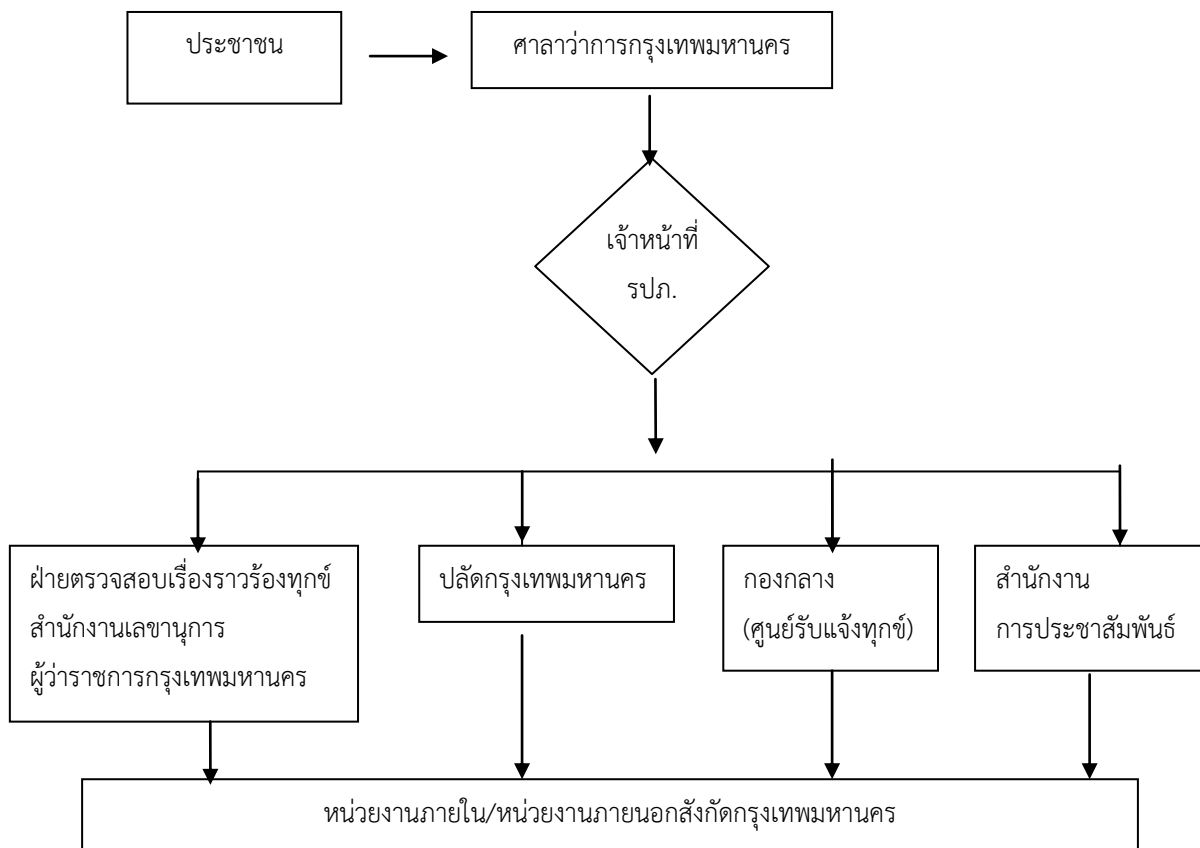 ประชาชน
ศาลาว่าการกรุงเทพมหานคร
เจ้าหน้าที่
รปภ.
ฝ่ายตรวจสอบเรื่องราวร้องทุกข์
สำนักงานเลขานุการ
ผู้ว่าราชการกรุงเทพมหานคร
ปลัดกรุงเทพมหานคร
กองกลาง
(ศูนย์รับแจ้งทุกข์)
สำนักงาน
การประชาสัมพันธ์
หน่วยงานภายใน/หน่วยงานภายนอกสังกัดกรุงเทพมหานคร